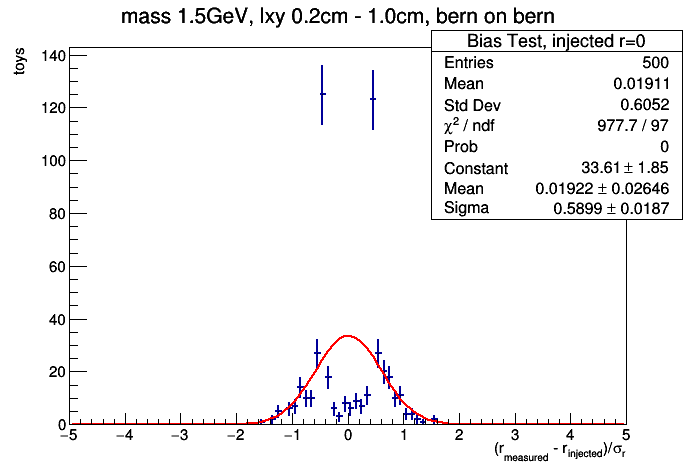 mass 1.5GeV, lxy 0.2cm - 1.0cm, bern on bern
Bias Test, injected r=0
Entries 500
Mean 0.01911
Std Dev 0.6052
χ² / ndf 977.7 / 97
Prob 0
Constant 33.61 ± 1.85
Mean 0.01922 ± 0.02646
Sigma 0.5899 ± 0.0187
toys
140
120
100
80
60
40
20
0
−5 −4 −3 −2 −1 0 1 2 3 4 5
(r_measured - r_injected)/σ_r